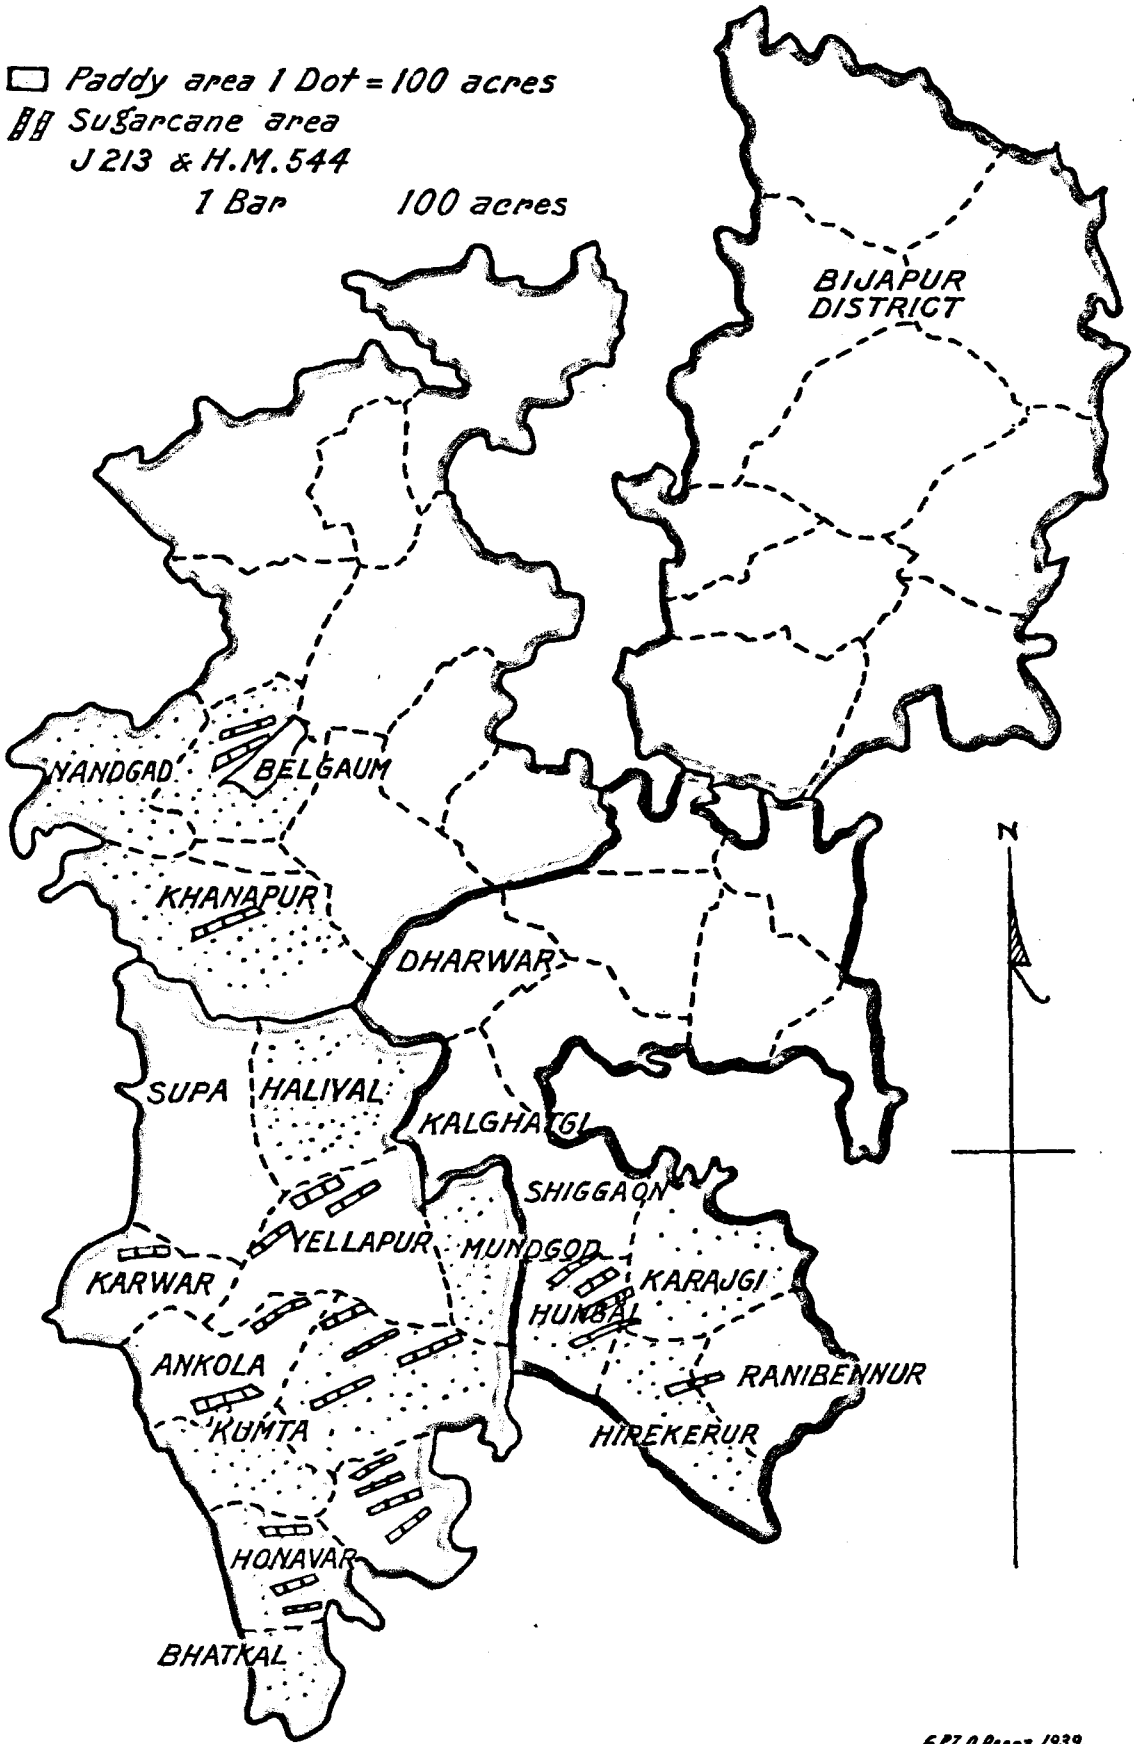 Paddy area 1 Dot = 100 acres
Sugarcane area
J 213 & H.M. 544
1 Bar 100 acres
BIJAPUR
DISTRICT
NANDGAD
BELGAUM
N
KHANAPUR
DHARWAR
SUPA
HALIYAL
KALGHATGI
SHIGGAON
YELLAPUR
MUNDGOD
KARWAR
KARAJGI
HUNGAL
ANKOLA
RANIBENNUR
KUMTA
HIREKERUR
HONAVAR
BHATKAL
1939